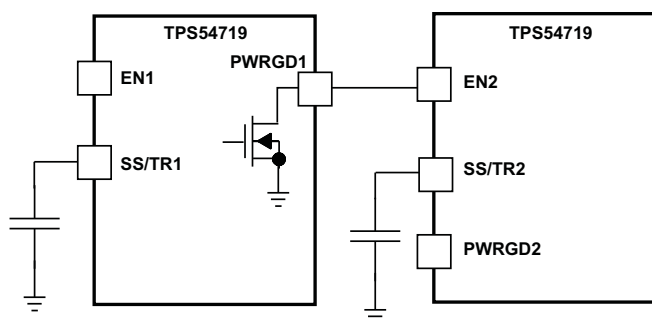 TPS54719
PWRGD1
EN1
SS/TR1
TPS54719
EN2
SS/TR2
PWRGD2